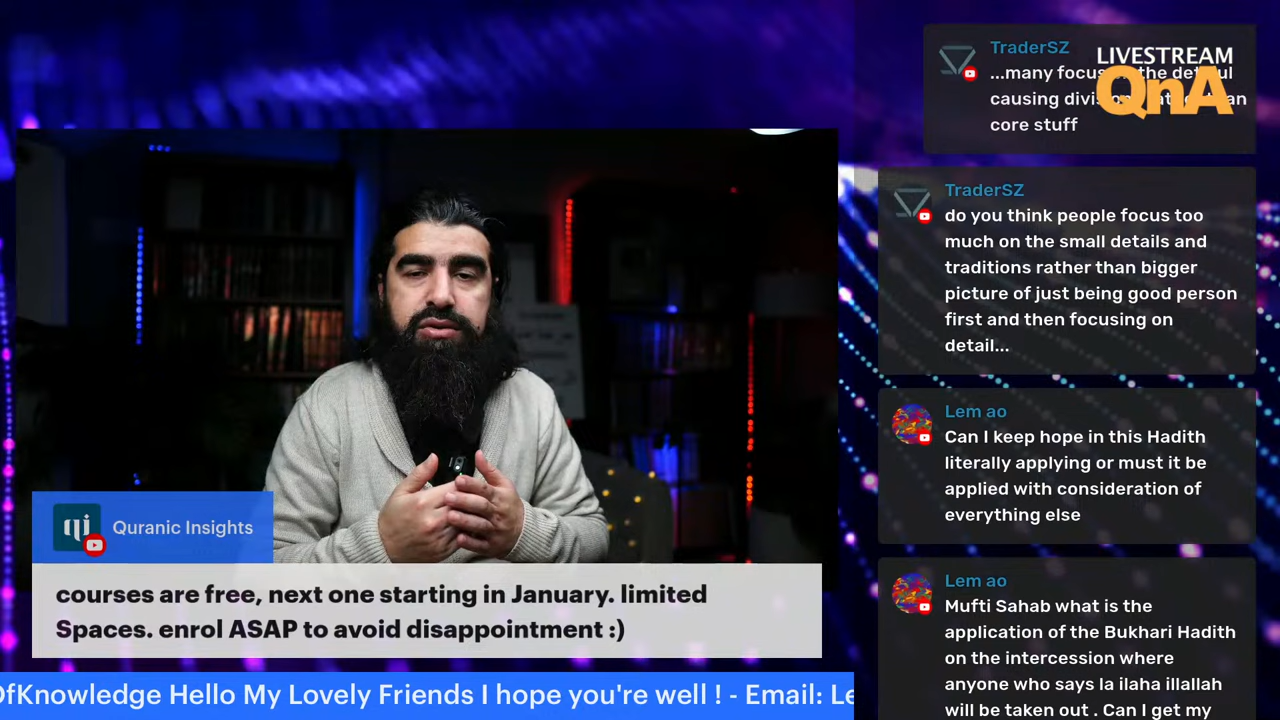 LIVESTREAM
QnA
TraderSZ
...many focus the
causing an
core stuff
TraderSZ
do you think people focus too
much on the small details and
traditions rather than bigger
picture of just being good person
first and then focusing on
detail...
Lem ao
Can I keep hope in this Hadith
literally applying or must it be
applied with consideration of
everything else
Lem ao
Mufti Sahab what is the
application of the Bukhari Hadith
on the intercession where
anyone who says la ilaha illallah
will be taken out . Can I get my
qi
Quranic Insights
courses are free, next one starting in January. limited
Spaces. enrol ASAP to avoid disappointment :)
OfKnowledge Hello My Lovely Friends I hope you're well ! - Email: Le